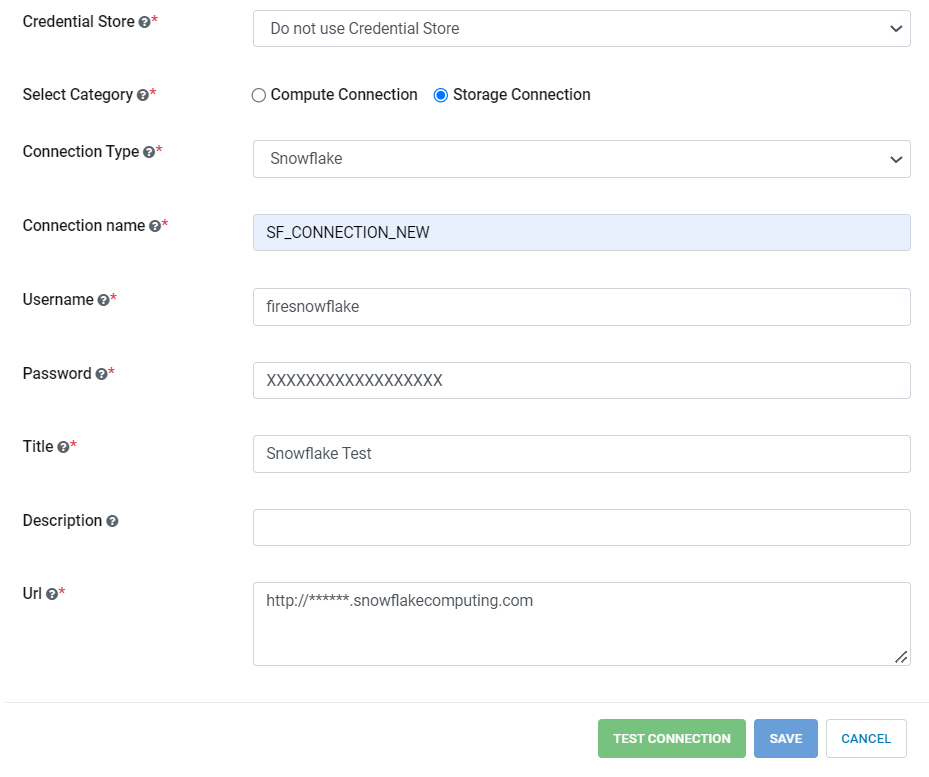 Credential Store ?* Do not use Credential Store
Select Category ?* Compute Connection Storage Connection
Connection Type ?* Snowflake
Connection name ?* SF_CONNECTION_NEW
Username ?* firesnowflake
Password ?* XXXXXXXXXXXXXXXXXX
Title ?* Snowflake Test
Description ?
Url ?* http://******.snowflakecomputing.com
TEST CONNECTION SAVE CANCEL